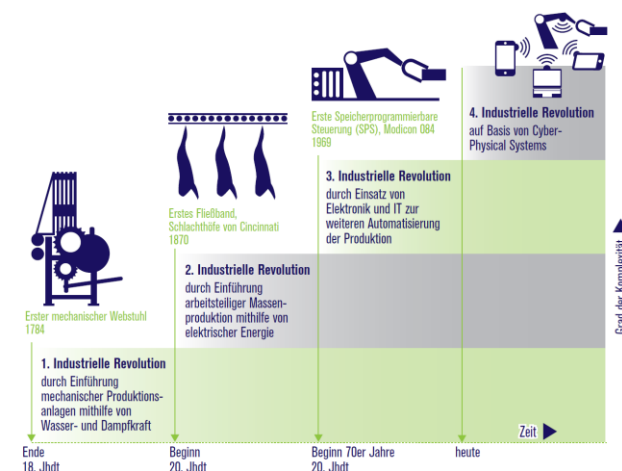 4. Industrielle Revolution
auf Basis von Cyber-
Physical Systems
Erste Speicherprogrammierbare
Steuerung (SPS), Modicon 084
1969
3. Industrielle Revolution
durch Einsatz von
Elektronik und IT zur
weiteren Automatisierung
der Produktion
Erstes Fließband,
Schlachthöfe von Cincinnati
1870
2. Industrielle Revolution
durch Einführung
arbeitsteiliger Massen-
produktion mithilfe von
elektrischer Energie
Erster mechanischer Webstuhl
1784
1. Industrielle Revolution
durch Einführung
mechanischer Produktions-
anlagen mithilfe von
Wasser- und Dampfkraft
Grad der Komplexität
Zeit
Ende
18. Jhdt
Beginn
20. Jhdt
Beginn 70er Jahre
20. Jhdt
heute